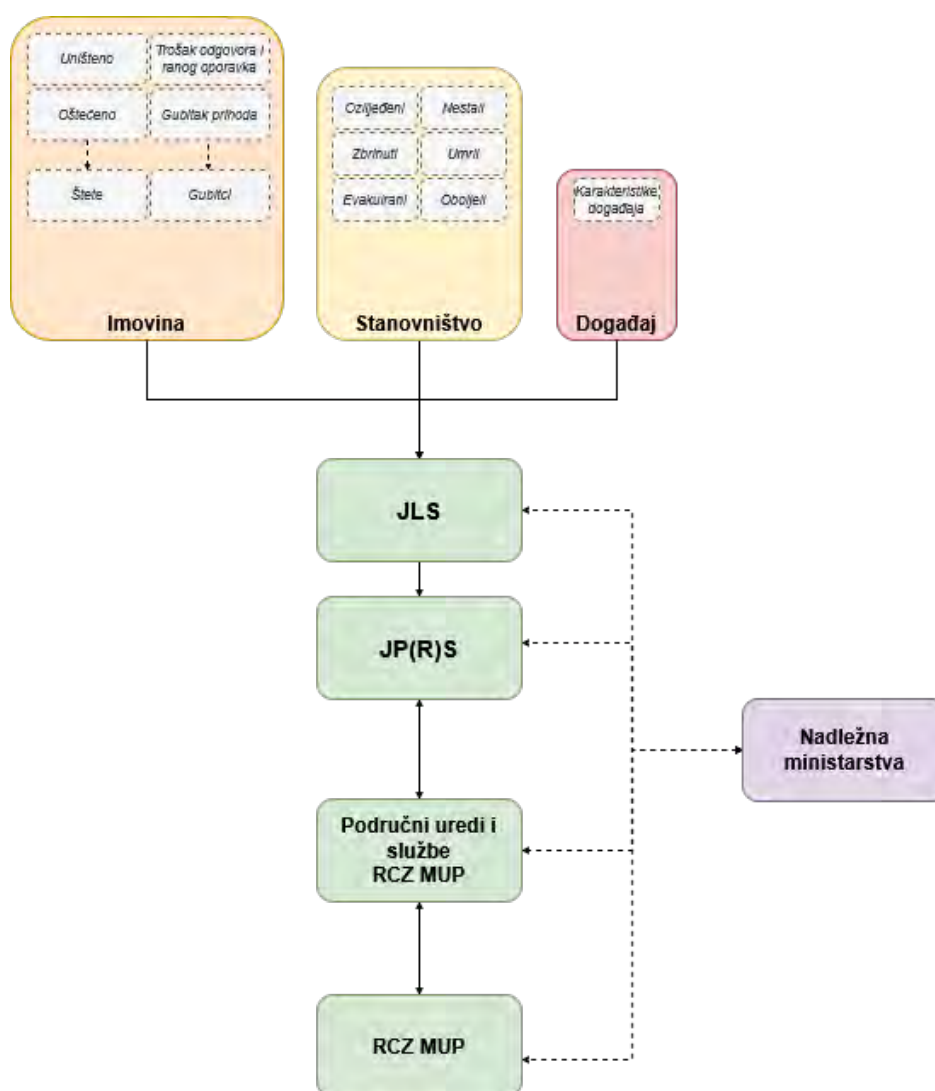 Uništeno
Trošak odgovora i
ranog oporavka
Oštećeno
Gubitak prihoda
Štete
Gubitci
Imovina
Ozlijeđeni
Nestali
Zbrinuti
Umrli
Evakuirani
Oboljeli
Stanovništvo
Karakteristike
događaja
Događaj
JLS
JP(R)S
Nadležna
ministarstva
Područni uredi i
službe
RCZ MUP
RCZ MUP